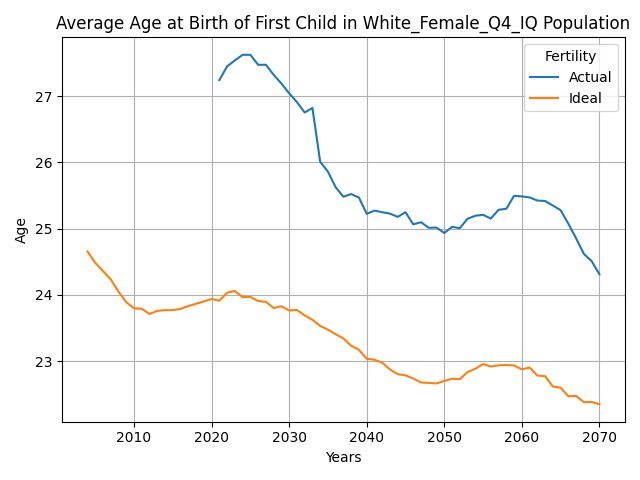 Average Age at Birth of First Child in White_Female_Q4_IQ Population
Fertility
Actual
Ideal
27
26
25
24
23
Age
2010
2020
2030
2040
2050
2060
2070
Years